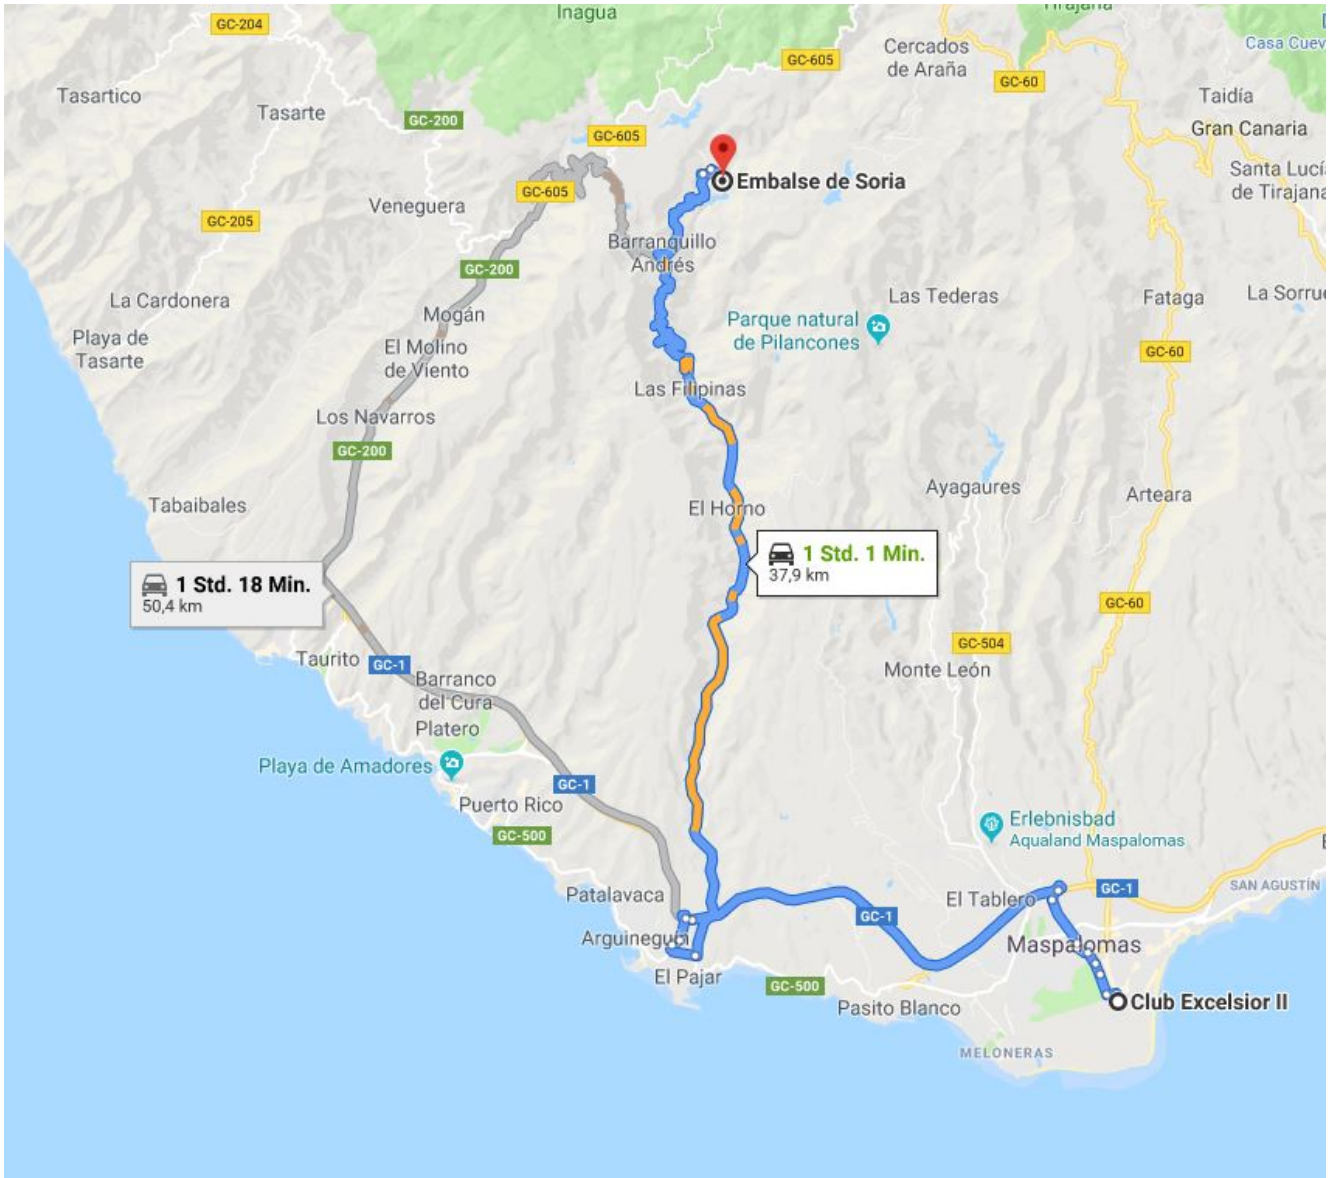 Inagua
Tirajana
GC-204
Cercados
de Araña
Casa Cuev
GC-605
GC-60
Tasartico
Tasarte
GC-200
Taidía
Gran Canaria
GC-605
Santa Lucía
de Tirajana
Embalse de Soria
GC-605
Veneguera
GC-205
Barranquillo
Andrés
GC-200
La Cardonera
Las Tederas
Fataga
La Sorrue
Mogán
Parque natural
de Pilancones
Playa de
Tasarte
El Molino
de Viento
GC-60
Las Filipinas
Los Navarros
GC-200
Ayagaures
Arteara
Tabaibales
El Horno
1 Std. 1 Min.
37,9 km
1 Std. 18 Min.
50,4 km
GC-60
GC-504
Taurito
GC-1
Monte León
Barranco
del Cura
Platero
Playa de Amadores
GC-1
Puerto Rico
GC-500
Erlebnisbad
Aqualand Maspalomas
Patalavaca
El Tablero
GC-1
SAN AGUSTÍN
GC-1
Arguineguín
Maspalomas
El Pajar
GC-500
Pasito Blanco
Club Excelsior II
MELONERAS